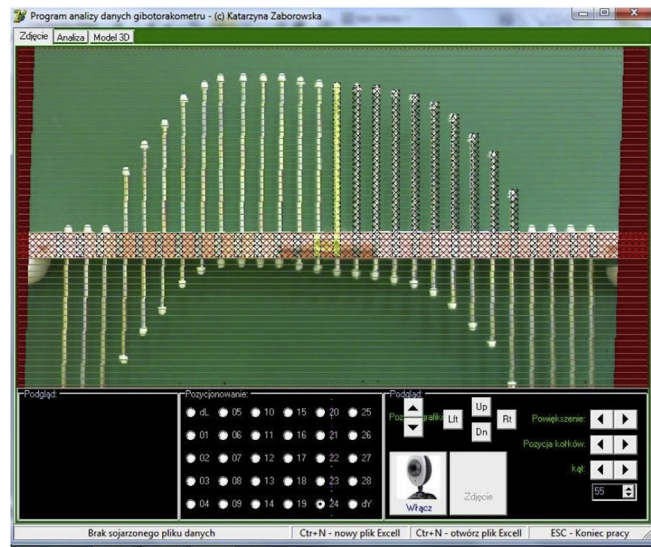 Program analizy danych gibotorakometru - (c) Katarzyna Zaborowska
Zdjęcie Analiza Model 3D
Podgląd:
Pozycjonowanie:
Podgląd:
dL 05 10 15 20 25
01 06 11 16 21 26
02 07 12 17 22 27
03 08 13 18 23 28
04 09 14 19 24 dY
Lft Up Rt
Dn
Powiększenie:
Pozycja kołków:
kąt:
55
Włącz
Zdjęcie
Brak sojarzonego pliku danych
Ctrl+N - nowy plik Excell
Ctrl+N - otwórz plik Excell
ESC - Koniec pracy